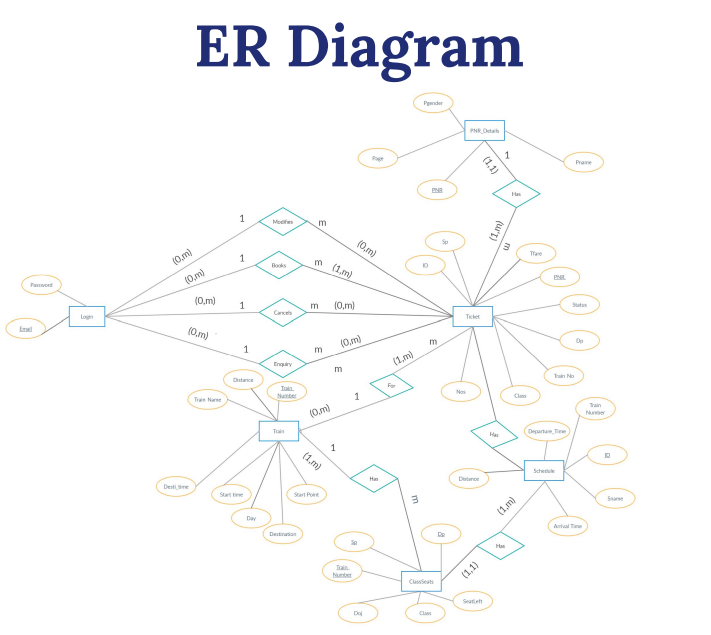 ER Diagram
Pgender
PNR_Details
Page
Pname
PNR
1
(1,1)
Has
(1,m)
m
Modifies
1
m
(0,m)
(0,m)
Books
1
m
(1,m)
(0,m)
Cancels
1
m
(0,m)
(0,m)
Enquiry
1
m
(0,m)
(0,m)
m
Password
Login
Email
Sp
ID
Tfare
PNR
Status
Dp
Train No
Class
Nos
Ticket
m
(1,m)
For
1
(0,m)
Distance
Train
Number
Train Name
Train
Desti_time
Start time
Start Point
Day
Destination
1
(1,m)
Has
m
Has
Train
Number
Departure_Time
ID
Schedule
Distance
Sname
Arrival Time
(1,m)
Has
(1,1)
Sp
Dp
Train
Number
ClassSeats
Doj
Class
SeatLeft